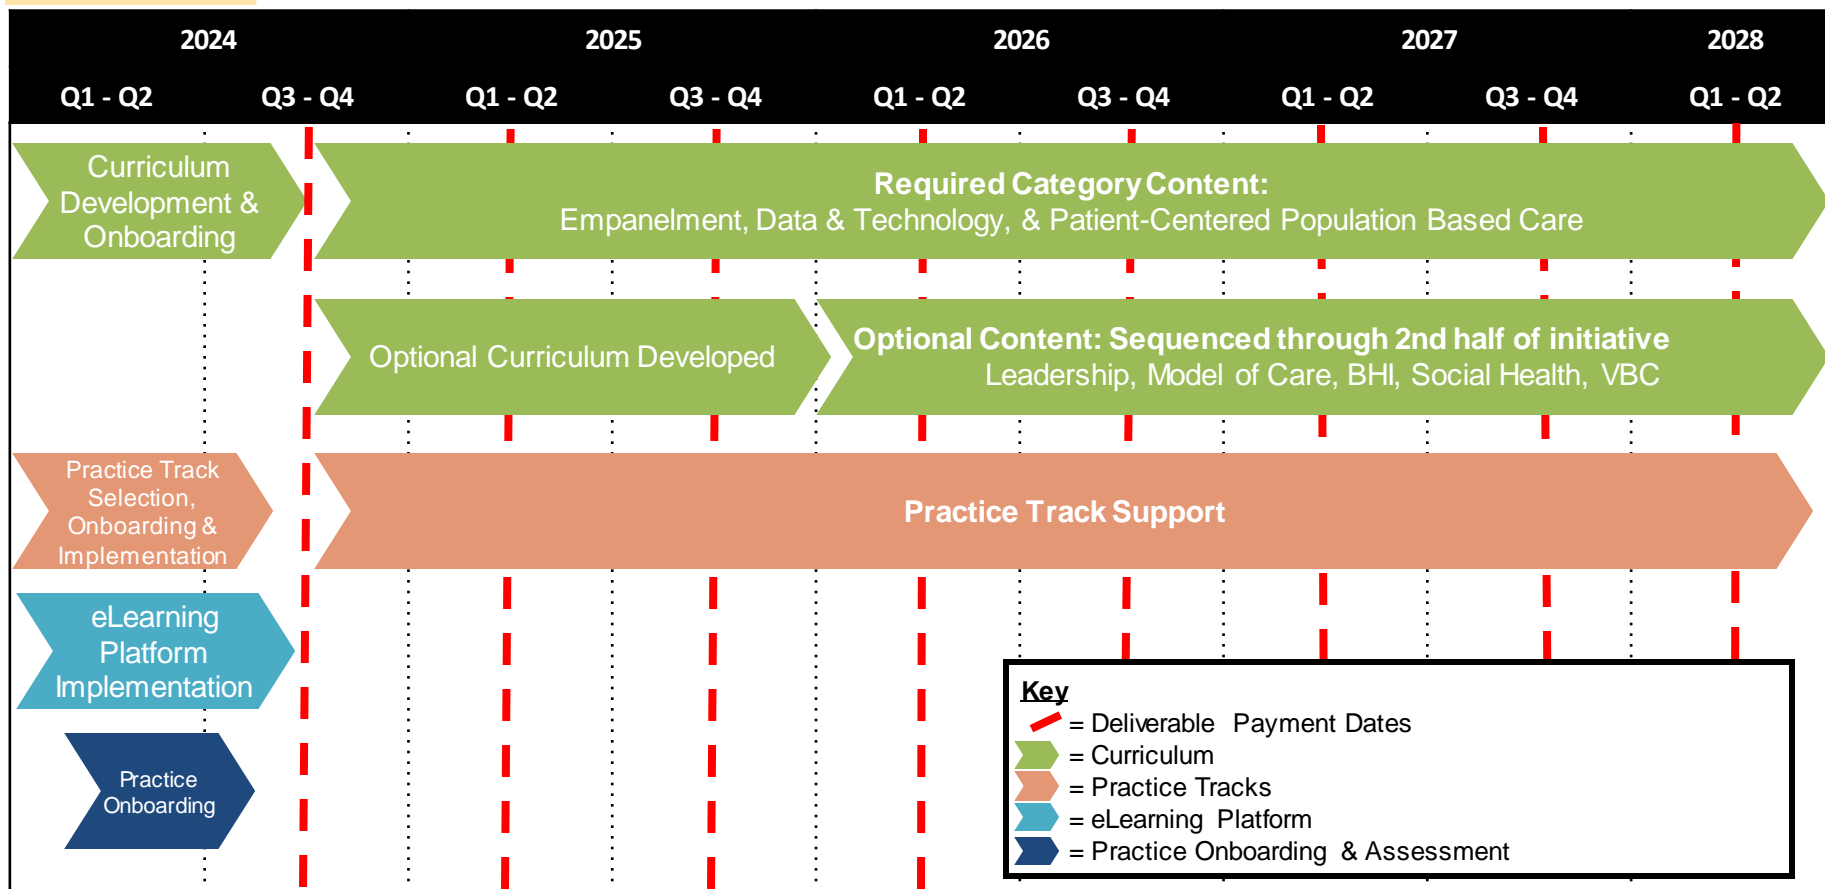 2024 2025 2026 2027 2028
Q1 - Q2 Q3 - Q4 Q1 - Q2 Q3 - Q4 Q1 - Q2 Q3 - Q4 Q1 - Q2 Q3 - Q4 Q1 - Q2
Curriculum
Development &
Onboarding
Required Category Content:
Empanelment, Data & Technology, & Patient-Centered Population Based Care
Optional Curriculum Developed
Optional Content: Sequenced through 2nd half of initiative
Leadership, Model of Care, BHI, Social Health, VBC
Practice Track
Selection,
Onboarding &
Implementation
Practice Track Support
eLearning
Platform
Implementation
Practice
Onboarding
Key
= Deliverable Payment Dates
= Curriculum
= Practice Tracks
= eLearning Platform
= Practice Onboarding & Assessment